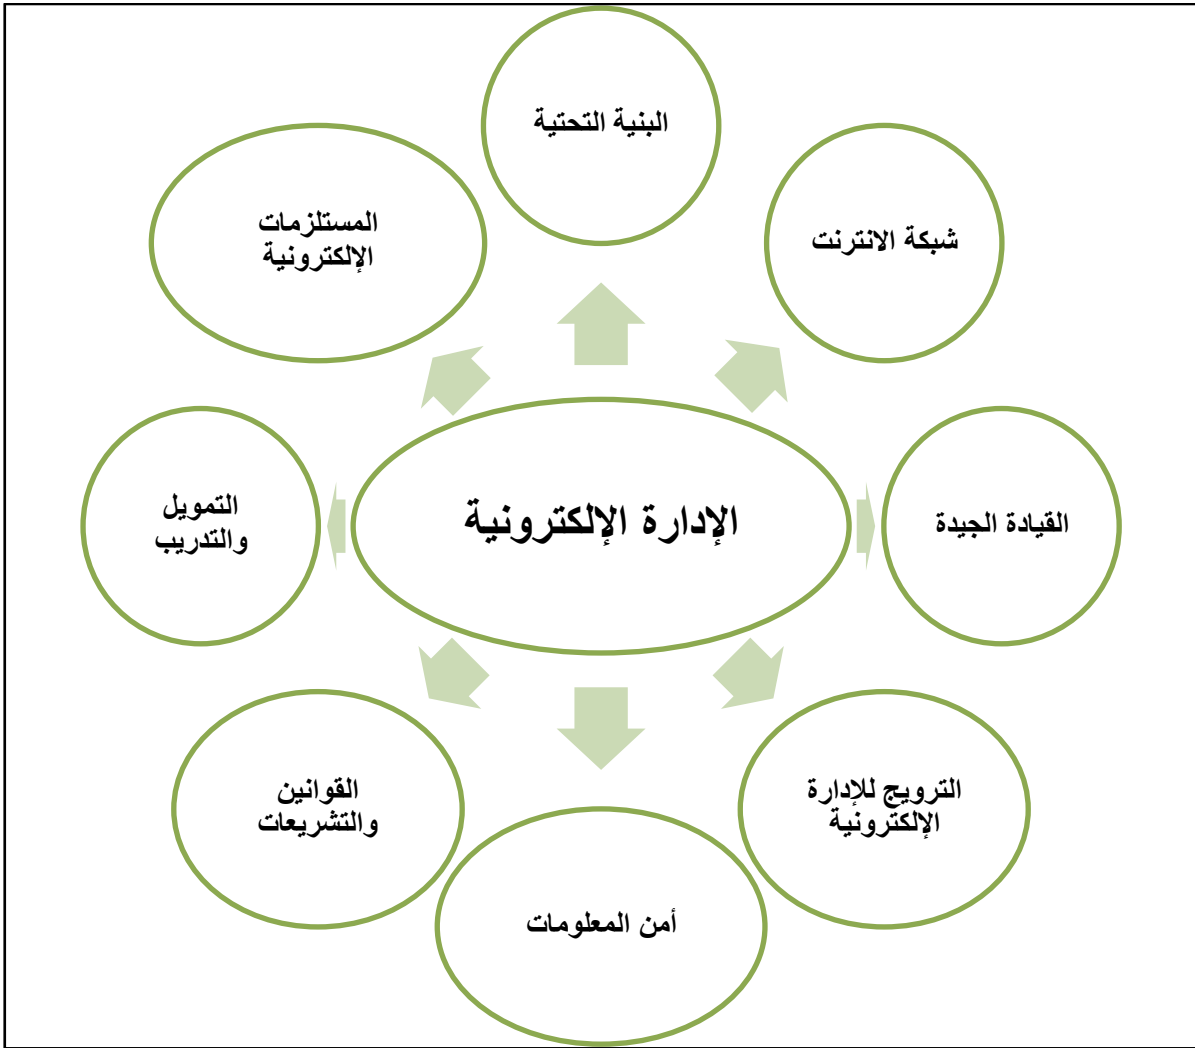 البنية التحتية
شبكة الانترنت
المستلزمات
الإلكترونية
القيادة الجيدة
الإدارة الإلكترونية
التمويل
والتدريب
الترويج للإدارة
الإلكترونية
القوانين
والتشريعات
أمن المعلومات